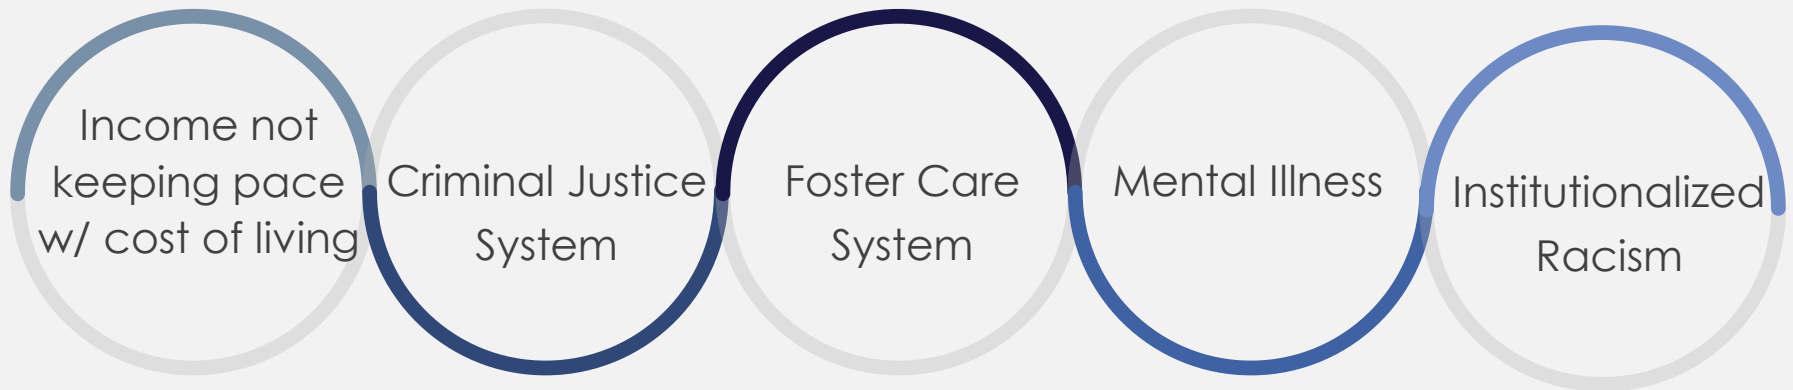 Income not
keeping pace
w/ cost of living
Criminal Justice
System
Foster Care
System
Mental Illness
Institutionalized
Racism